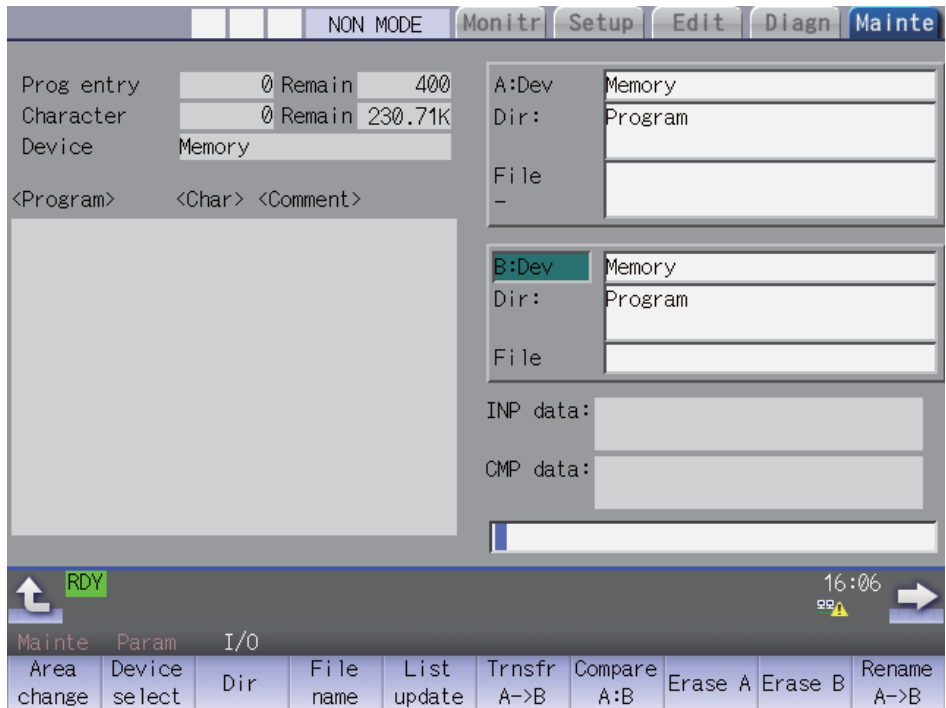 NON MODE Monitr Setup Edit Diagn Mainte
Prog entry 0 Remain 400
Character 0 Remain 230.71K
Device Memory
<Program> <Char> <Comment>
A:Dev Memory
Dir: Program
File
-
B:Dev Memory
Dir: Program
File
INP data:
CMP data:
RDY 16:06
Mainte Param I/O
Area change Device select Dir File name List update Trnsfr A->B Compare A:B Erase A Erase B Rename A->B